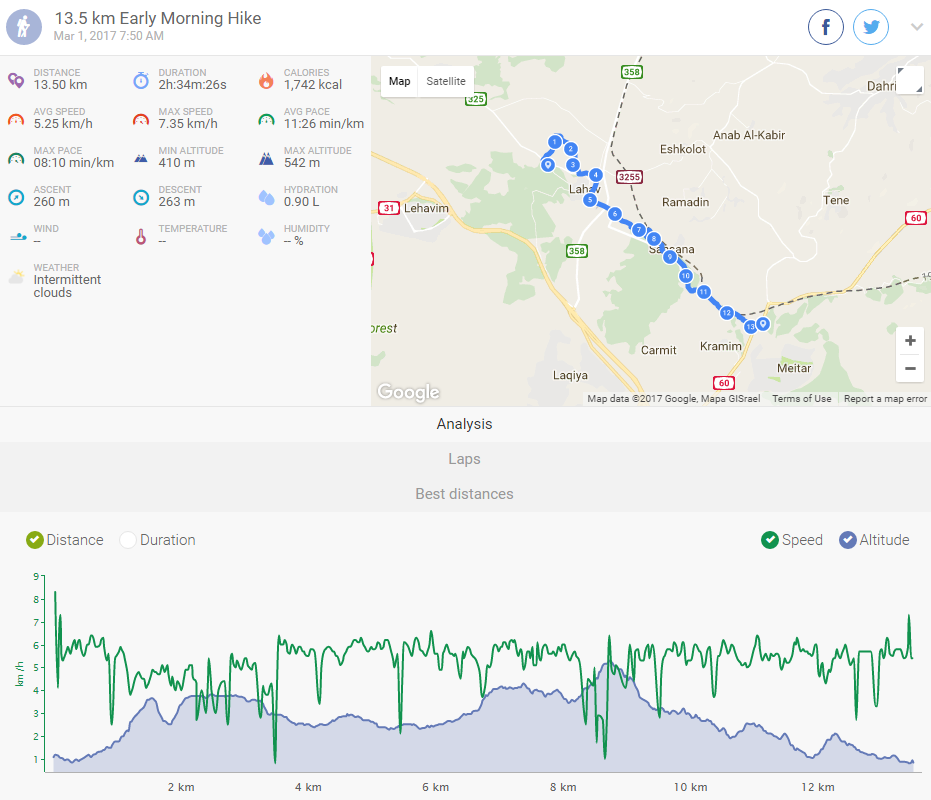 13.5 km Early Morning Hike
Mar 1, 2017 7:50 AM
DISTANCE
13.50 km
DURATION
2h:34m:26s
CALORIES
1,742 kcal
AVG SPEED
5.25 km/h
MAX SPEED
7.35 km/h
AVG PACE
11:26 min/km
MAX PACE
08:10 min/km
MIN ALTITUDE
410 m
MAX ALTITUDE
542 m
ASCENT
260 m
DESCENT
263 m
HYDRATION
0.90 L
WIND
--
TEMPERATURE
--
HUMIDITY
-- %
WEATHER
Intermittent
clouds
Map Satellite
358
325
Dahri
Anab Al-Kabir
Eshkolot
1
2
3
4
3255
Lahav
5
Ramadin
Tene
31
Lehavim
6
60
7
8
358
Sansana
9
10
11
12
13
orest
Carmit
Kramim
Meitar
Laqiya
60
+
−
Google
Map data ©2017 Google, Mapa GISrael Terms of Use Report a map error
Analysis
Laps
Best distances
Distance Duration
Speed Altitude
km/h
9
8
7
6
5
4
3
2
1
2 km 4 km 6 km 8 km 10 km 12 km